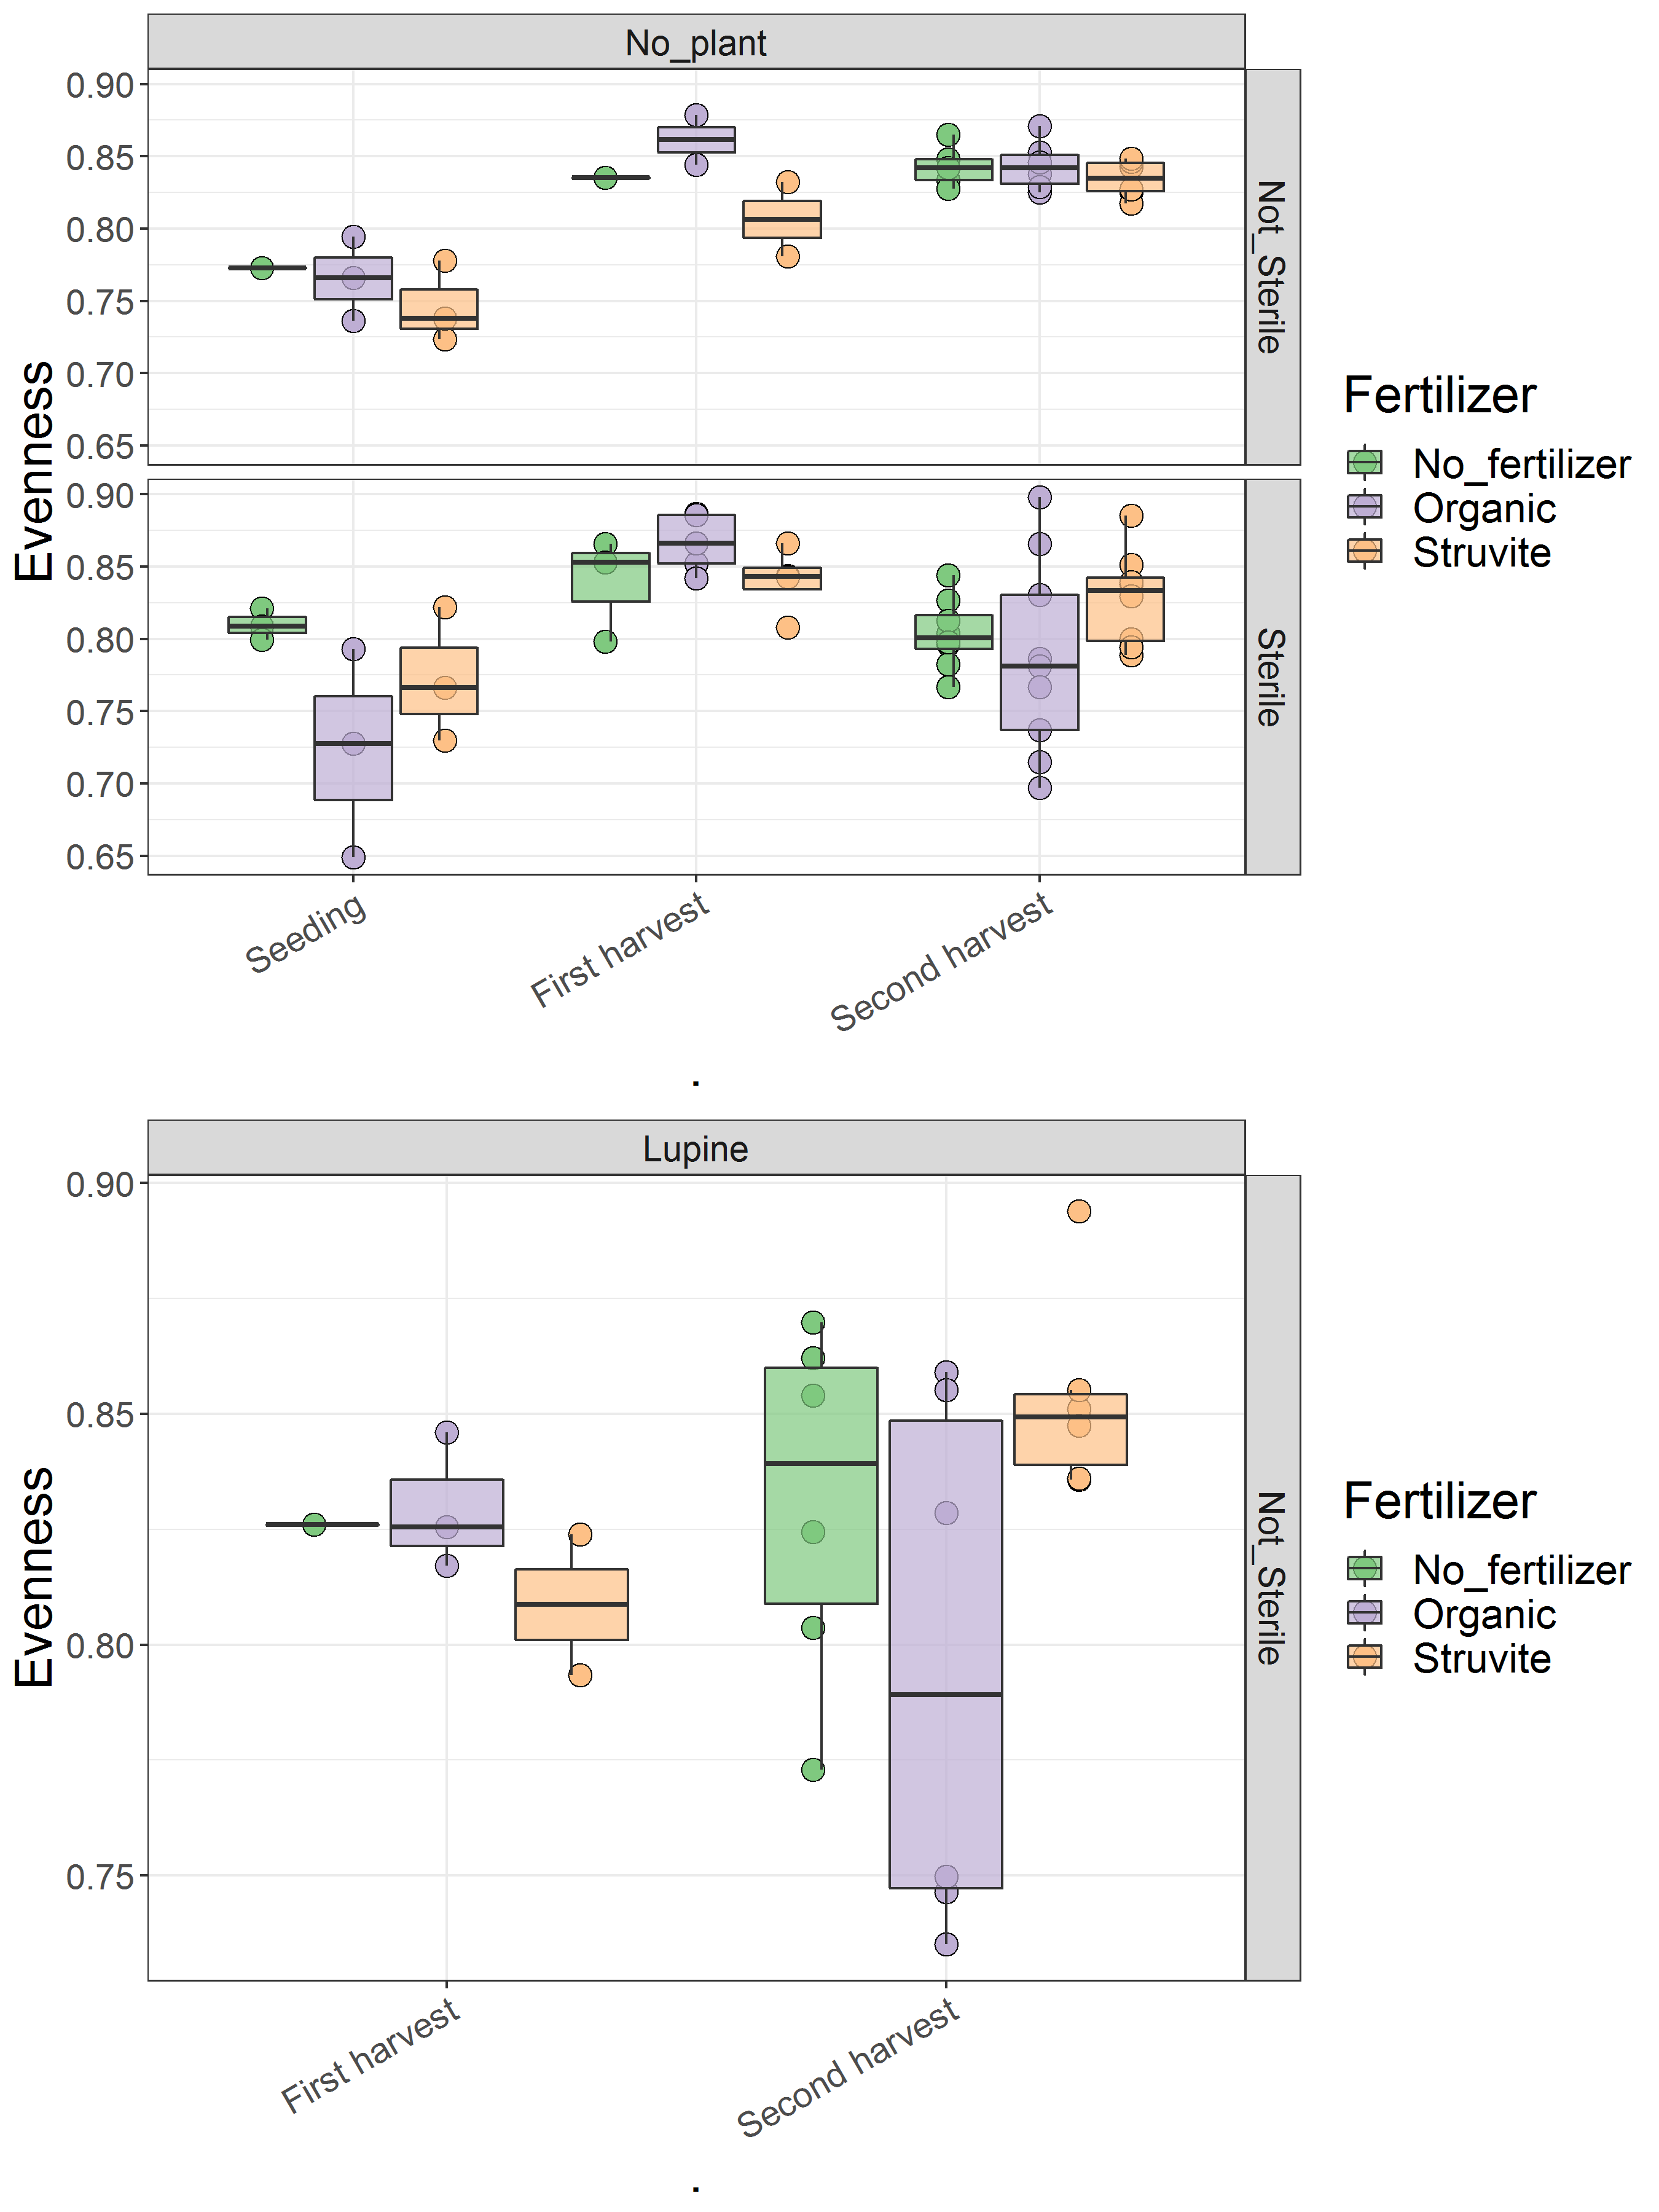 No_plant
0.90
0.85
0.80
0.75
0.70
0.65
Not_Sterile
0.90
0.85
0.80
0.75
0.70
0.65
Sterile
Evenness
Seeding
First harvest
Second harvest
.
Fertilizer
No_fertilizer
Organic
Struvite
Lupine
0.90
0.85
0.80
0.75
Not_Sterile
Evenness
First harvest
Second harvest
.
Fertilizer
No_fertilizer
Organic
Struvite